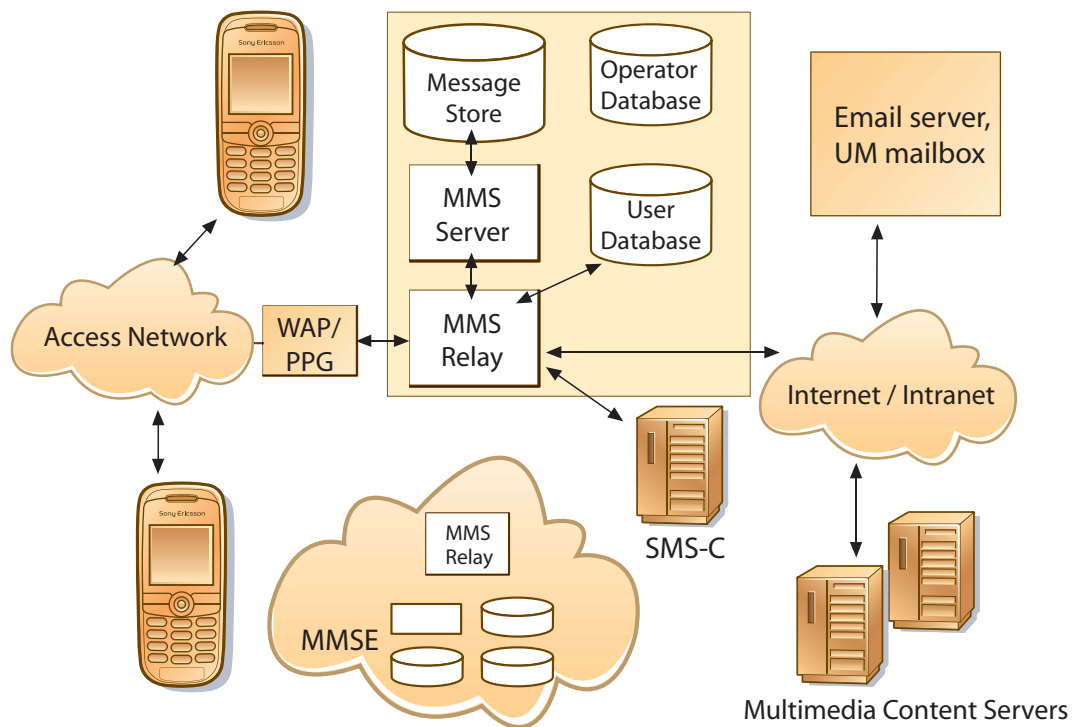 Sony Ericsson
Message
Store
Operator
Database
Email server,
UM mailbox
MMS
Server
User
Database
Access Network
WAP/
PPG
MMS
Relay
Internet / Intranet
Sony Ericsson
MMS
Relay
SMS-C
MMSE
Multimedia Content Servers